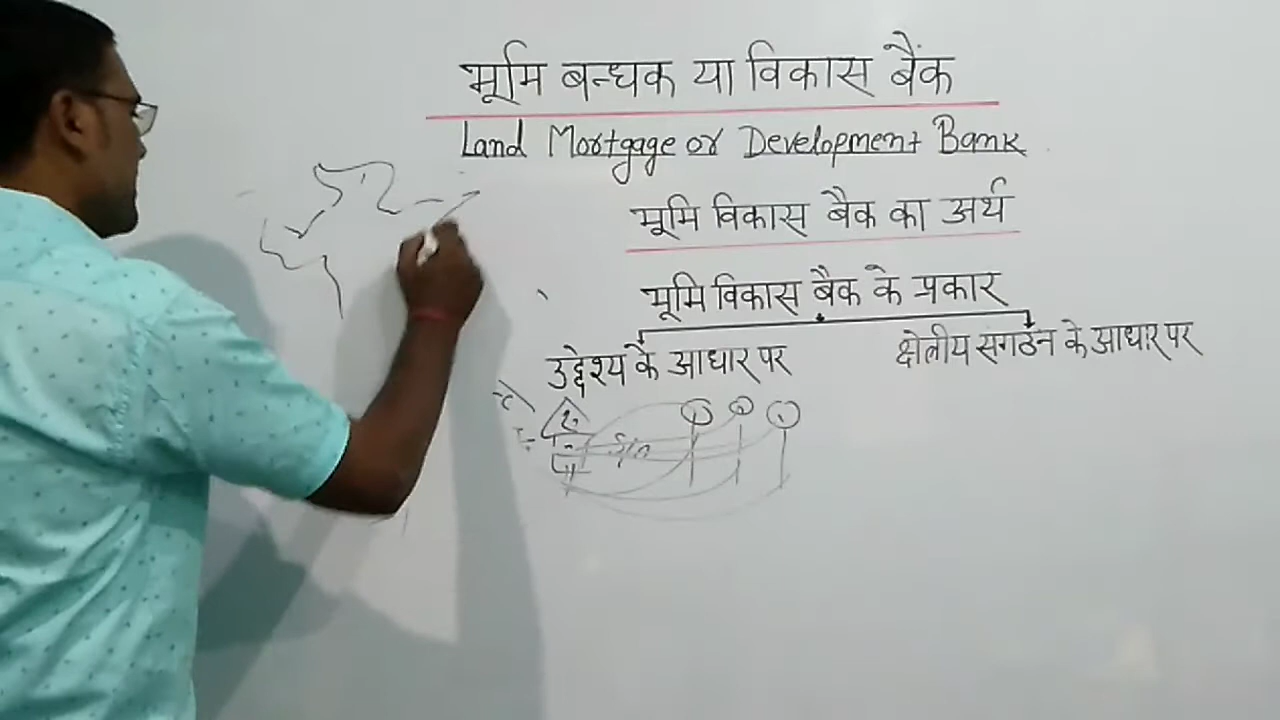 भूमि बन्धक या विकास बैंक
Land Mortgage or Development Bank
भूमि विकास बैंक का अर्थ
भूमि विकास बैंक के प्रकार
उद्देश्य के आधार पर
क्षेत्रीय संगठन के आधार पर